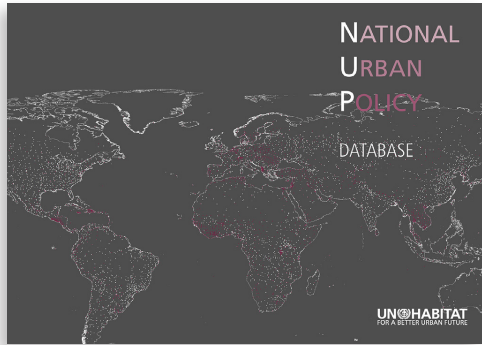 NATIONAL
URBAN
POLICY
DATABASE
UN HABITAT
FOR A BETTER URBAN FUTURE